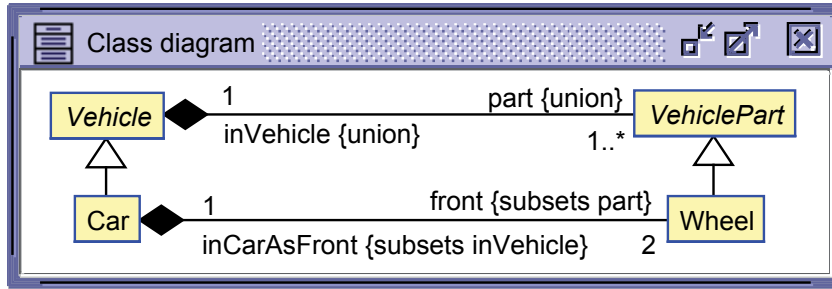 Class diagram
1 part {union}
Vehicle VehiclePart
inVehicle {union} 1..*
1 front {subsets part}
Car Wheel
inCarAsFront {subsets inVehicle} 2